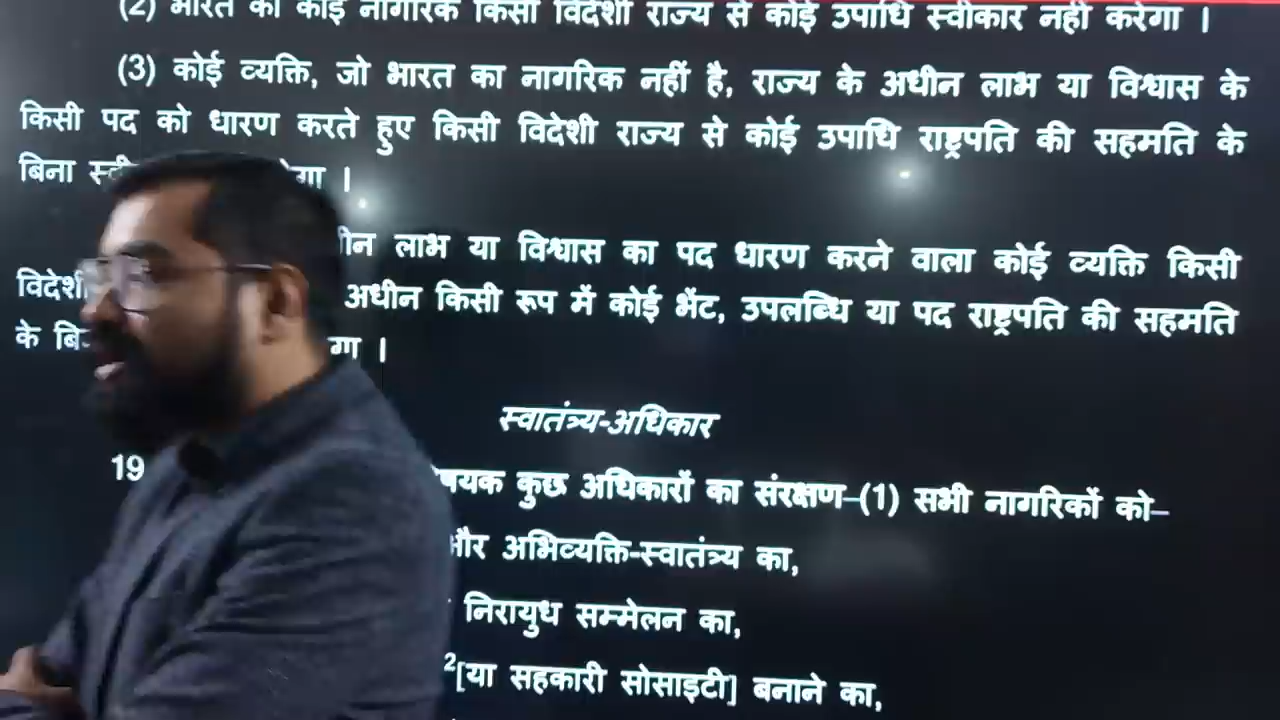 (2) भारत का कोई नागरिक किसी विदेशी राज्य से कोई उपाधि स्वीकार नहीं करेगा ।
(3) कोई व्यक्ति, जो भारत का नागरिक नहीं है, राज्य के अधीन लाभ या विश्वास के
किसी पद को धारण करते हुए किसी विदेशी राज्य से कोई उपाधि राष्ट्रपति की सहमति के
बिना ।
लाभ या विश्वास का पद धारण करने वाला कोई व्यक्ति किसी
विदेशी अधीन किसी रूप में कोई भेंट, उपलब्धि या पद राष्ट्रपति की सहमति
के ।
स्वातंत्र्य-अधिकार
19 कुछ अधिकारों का संरक्षण–(1) सभी नागरिकों को–
और अभिव्यक्ति-स्वातंत्र्य का,
निरायुध सम्मेलन का,
2[या सहकारी सोसाइटी] बनाने का,